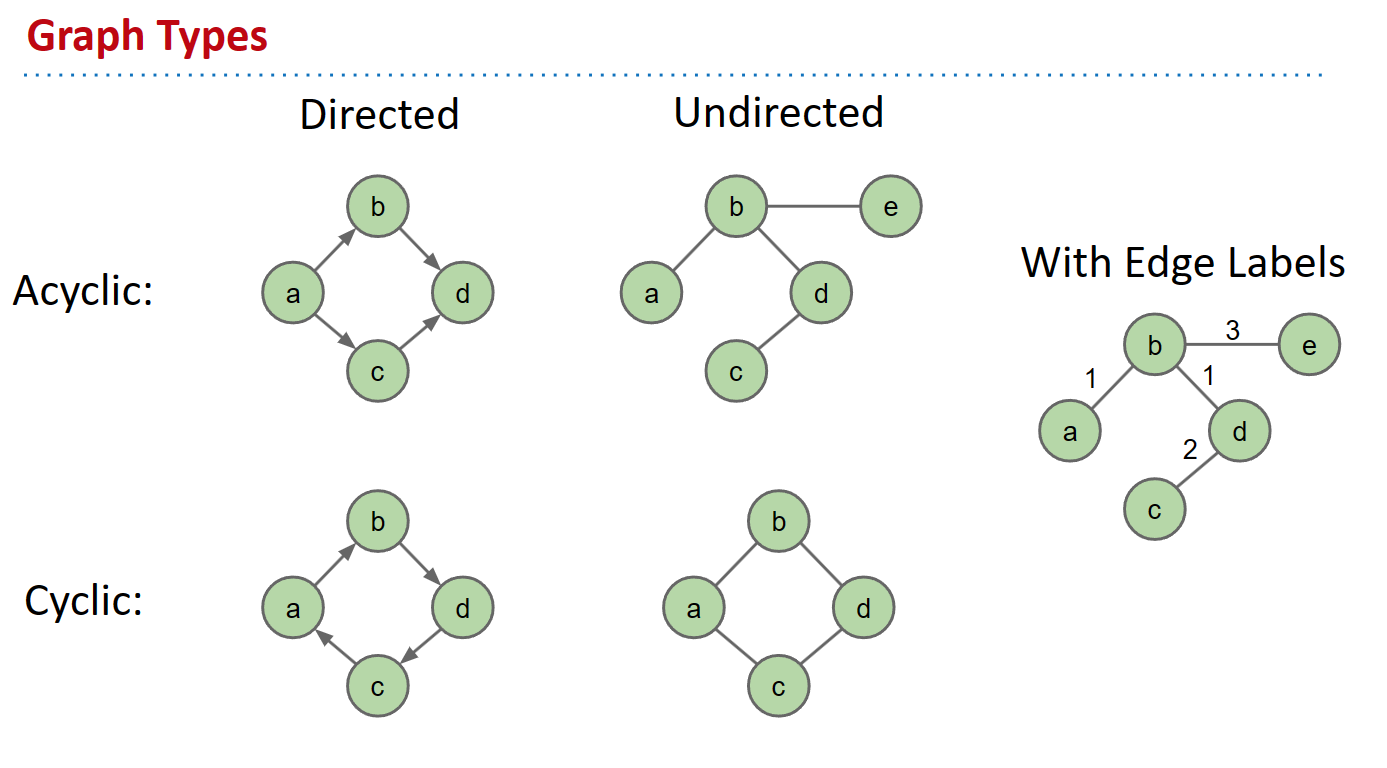 Graph Types
Directed
Undirected
Acyclic:
b
a
d
c
b
e
a
d
c
With Edge Labels
b
3
e
1
1
a
d
2
c
Cyclic:
b
a
d
c
b
a
d
c